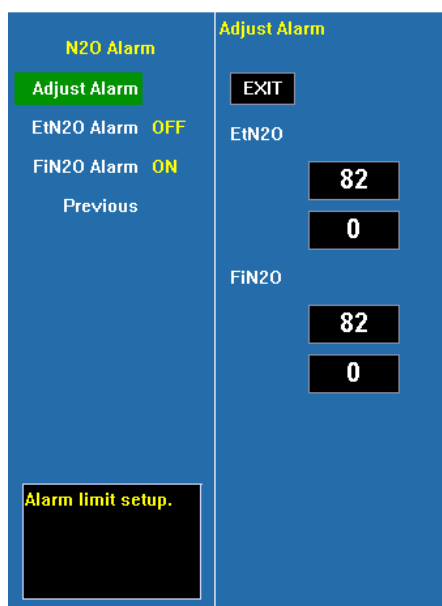 N2O Alarm
Adjust Alarm
EtN2O Alarm OFF
FiN2O Alarm ON
Previous
Alarm limit setup.
Adjust Alarm
EXIT
EtN2O
82
0
FiN2O
82
0